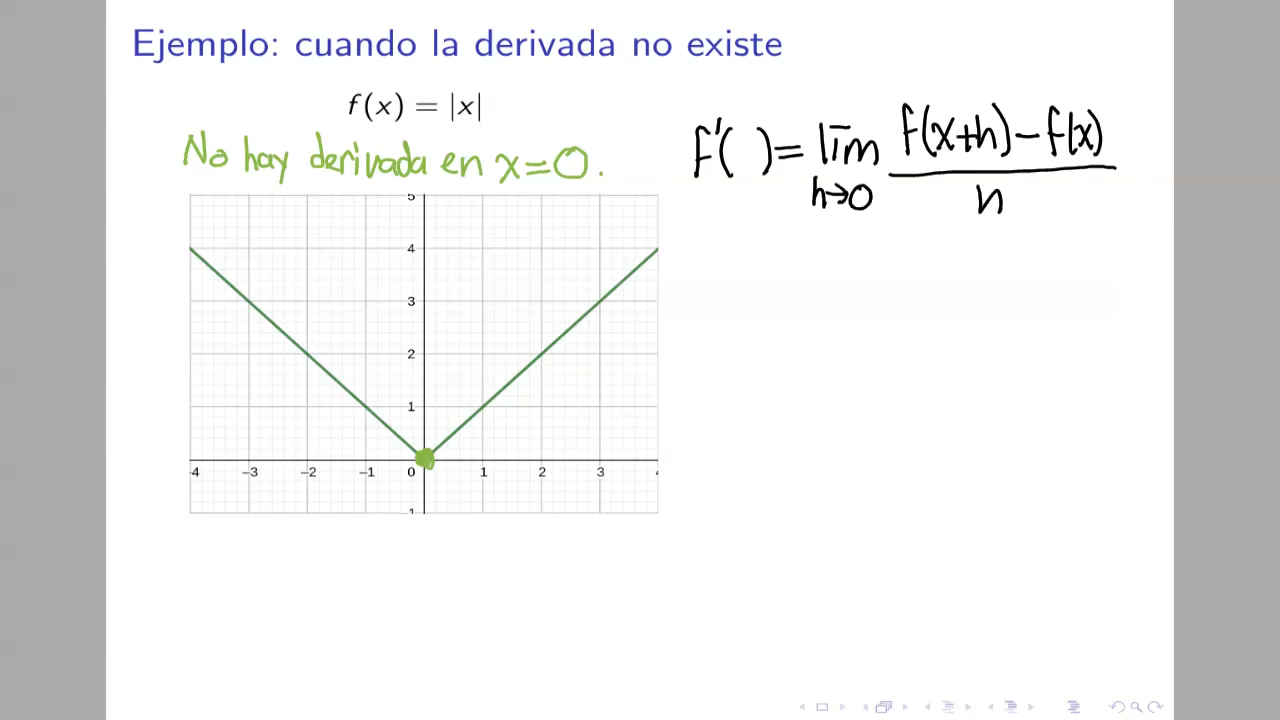 Ejemplo: cuando la derivada no existe
f(x) = |x|
No hay derivada en x=0.
F'( ) = lim f(x+h) - f(x)
h→0 h
5
4
3
2
1
-4 -3 -2 -1 0 1 2 3
-1